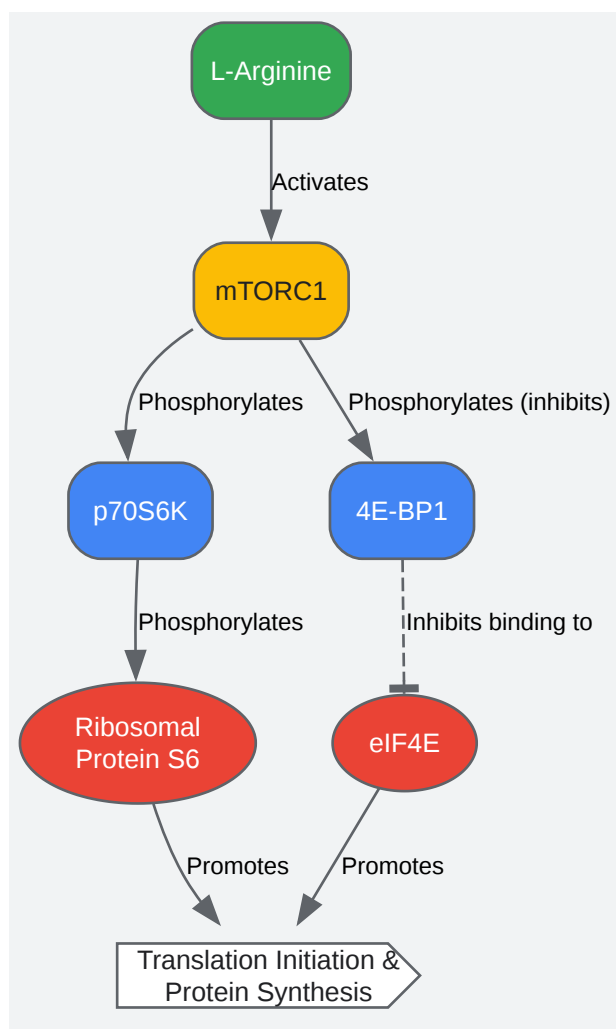 L-Arginine
Activates
mTORC1
Phosphorylates
Phosphorylates (inhibits)
p70S6K
4E-BP1
Phosphorylates
Inhibits binding to
Ribosomal
Protein S6
eIF4E
Promotes
Promotes
Translation Initiation &
Protein Synthesis